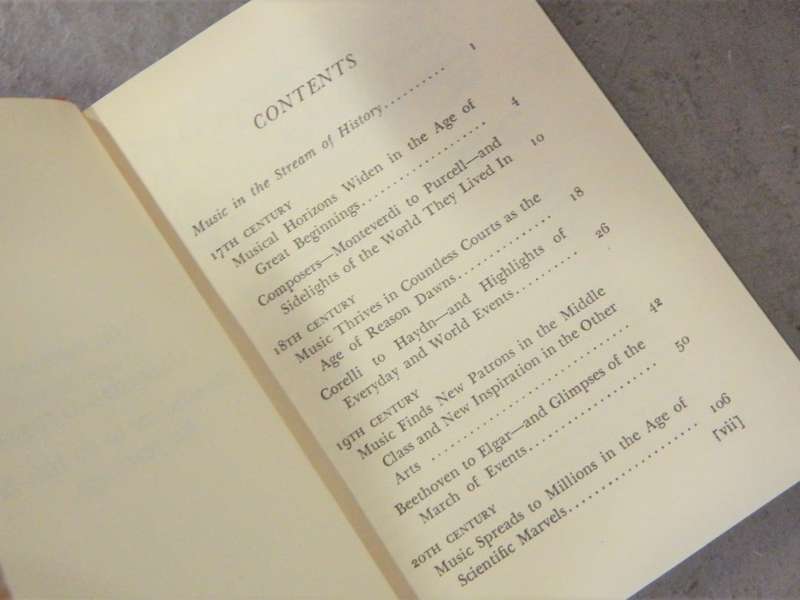 CONTENTS
Music in the Stream of History.......... 1
17TH CENTURY
Musical Horizons Widen in the Age of
Great Beginnings.................... 4
Composers—Monteverdi to Purcell—and
Sidelights of the World They Lived In 10
18TH CENTURY
Music Thrives in Countless Courts as the
Age of Reason Dawns............... 18
Corelli to Haydn—and Highlights of
Everyday and World Events.......... 26
19TH CENTURY
Music Finds New Patrons in the Middle
Class and New Inspiration in the Other
Arts .............................. 42
Beethoven to Elgar—and Glimpses of the
March of Events.................... 50
20TH CENTURY
Music Spreads to Millions in the Age of
Scientific Marvels.................... 106
[vii]